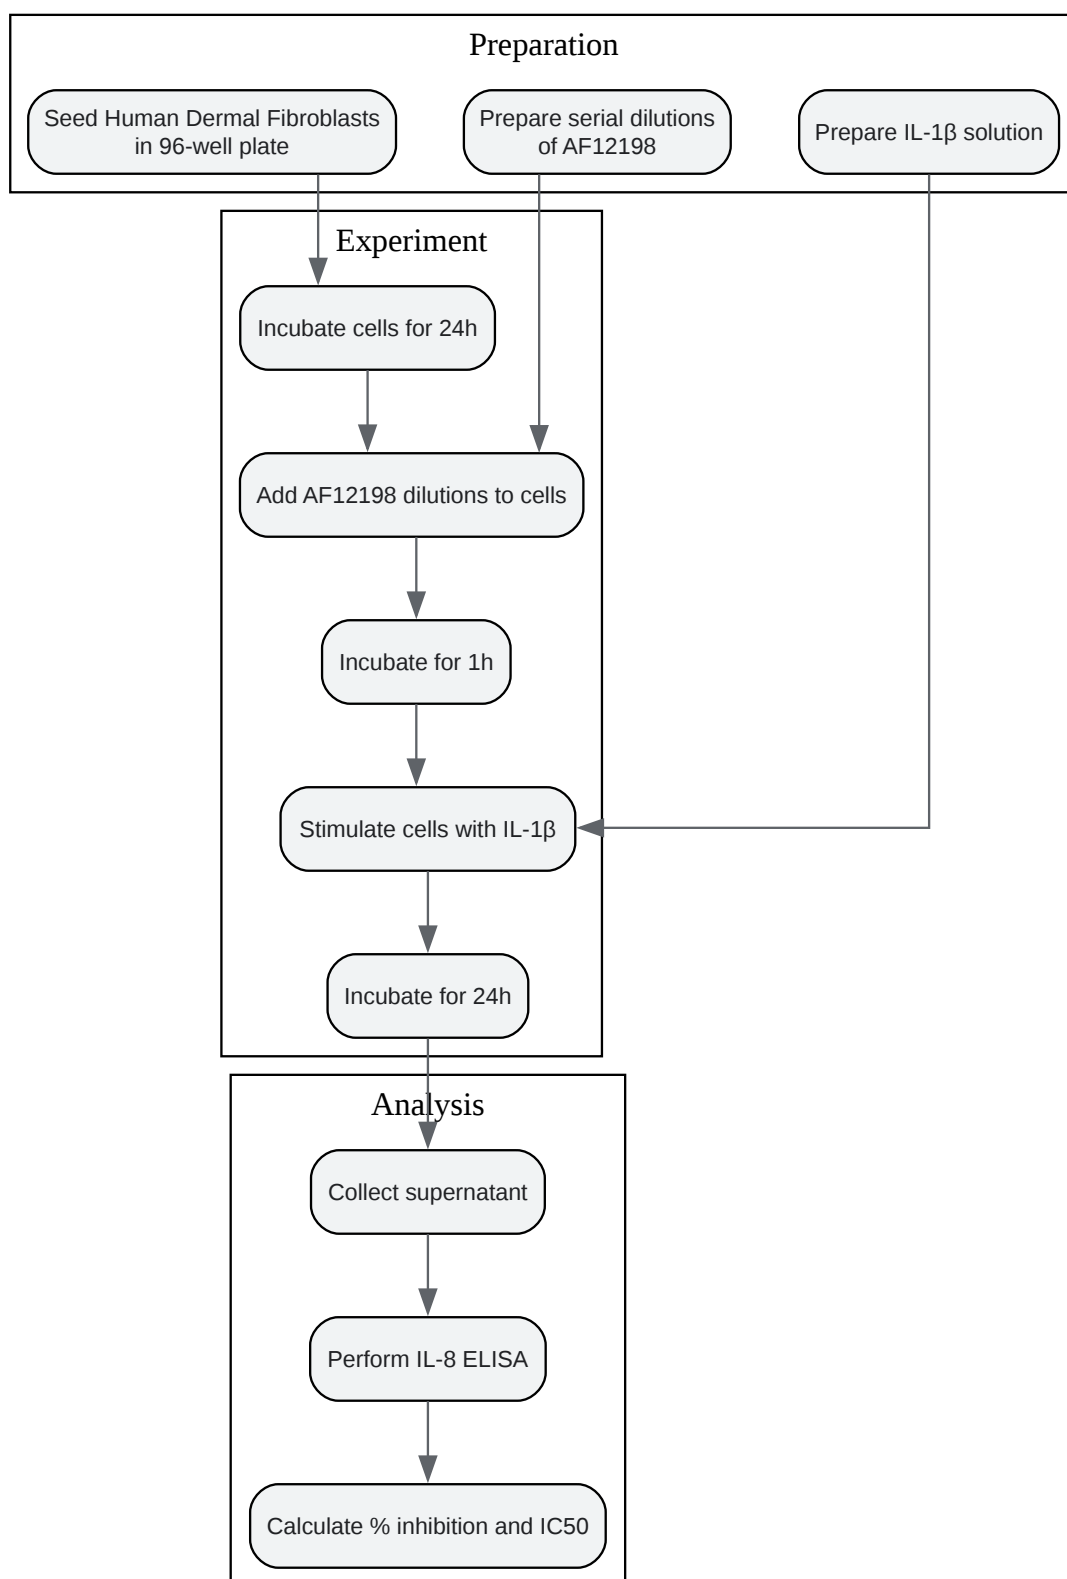 Preparation
Seed Human Dermal Fibroblasts
in 96-well plate
Prepare serial dilutions
of AF12198
Prepare IL-1β solution
Experiment
Incubate cells for 24h
Add AF12198 dilutions to cells
Incubate for 1h
Stimulate cells with IL-1β
Incubate for 24h
Analysis
Collect supernatant
Perform IL-8 ELISA
Calculate % inhibition and IC50